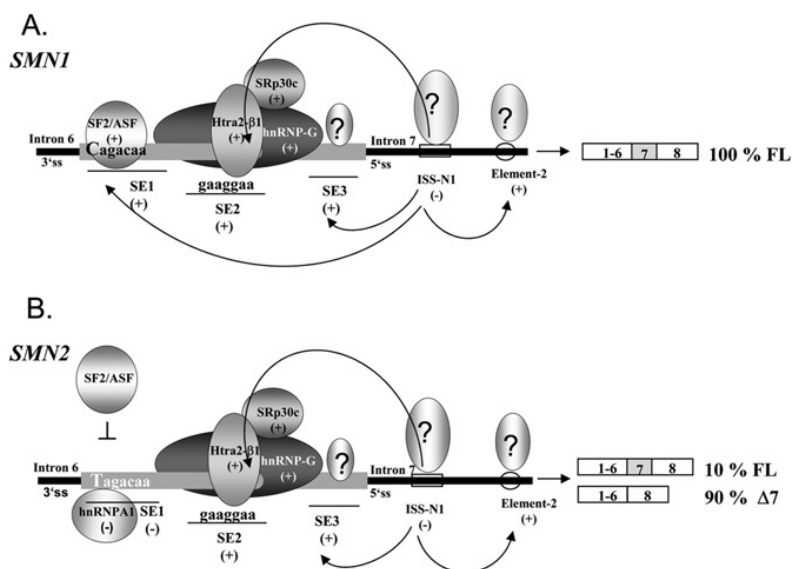 A.
SMN1
SRp30c
(+)
SF2/ASF
(+)
Htra2-β1
(+)
hnRNP-G
(+)
?
?
?
Intron 6
3'ss
Cagacaa
Intron 7
5'ss
1-6 7 8
100 % FL
SE1
(+)
gaaggaa
SE2
(+)
SE3
(+)
ISS-N1
(-)
Element-2
(+)
B.
SMN2
SF2/ASF
⊥
SRp30c
(+)
Htra2-β1
(+)
hnRNP-G
(+)
?
?
?
Intron 6
3'ss
Tagacaa
Intron 7
5'ss
1-6 7 8
10 % FL
1-6 8
90 % Δ7
hnRNPA1
(-)
SE1
(-)
gaaggaa
SE2
(+)
SE3
(+)
ISS-N1
(-)
Element-2
(+)